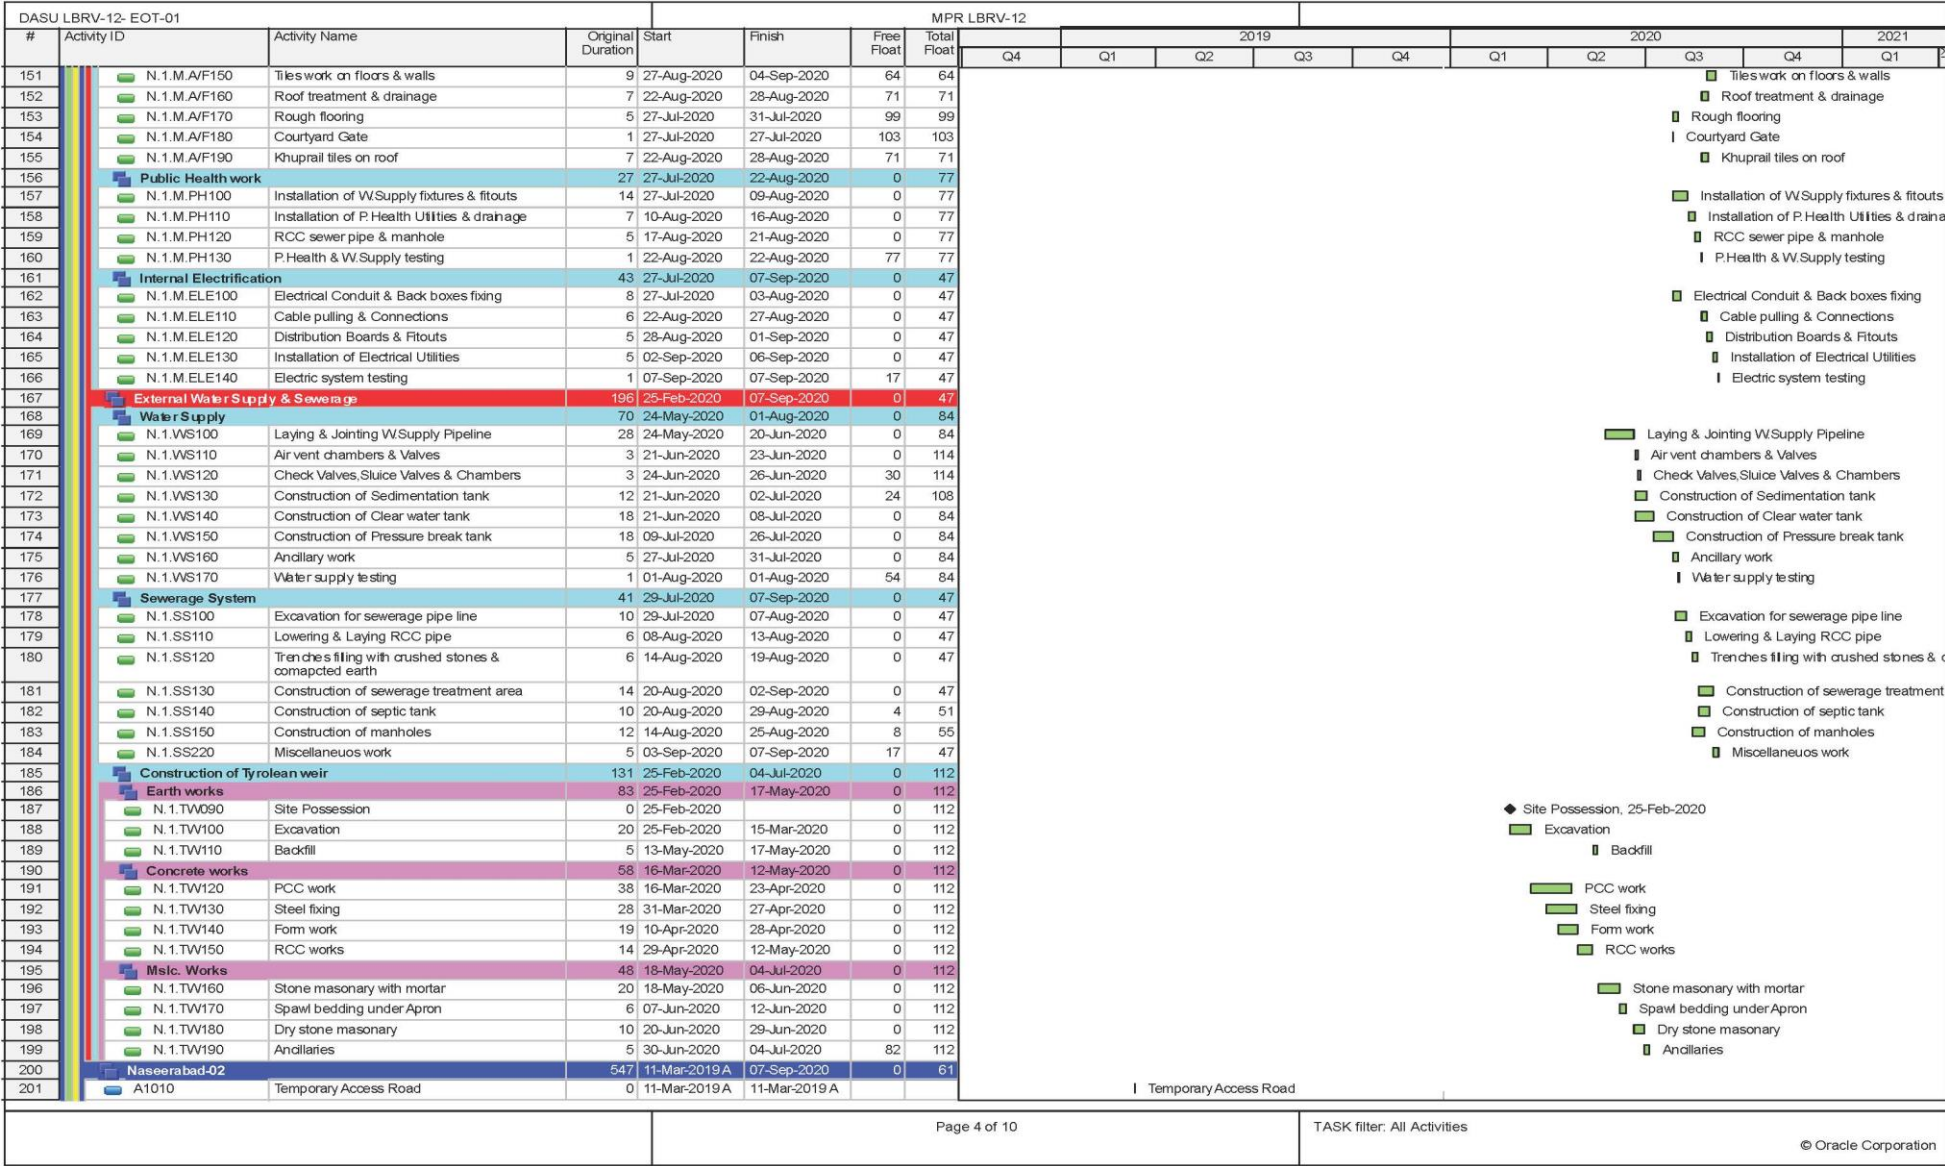 DASU LBRV-12- EOT-01 MPR LBRV-12
# Activity ID Activity Name Original Duration Start Finish Free Float Total Float 2019 2020 2021
Q4 Q1 Q2 Q3 Q4 Q1 Q2 Q3 Q4 Q1
151 N.1.M.A/F150 Tiles work on floors & walls 9 27-Aug-2020 04-Sep-2020 64 64 Tiles work on floors & walls
152 N.1.M.A/F160 Roof treatment & drainage 7 22-Aug-2020 28-Aug-2020 71 71 Roof treatment & drainage
153 N.1.M.A/F170 Rough flooring 5 27-Jul-2020 31-Jul-2020 99 99 Rough flooring
154 N.1.M.A/F180 Courtyard Gate 1 27-Jul-2020 27-Jul-2020 103 103 Courtyard Gate
155 N.1.M.A/F190 Khuprail tiles on roof 7 22-Aug-2020 28-Aug-2020 71 71 Khuprail tiles on roof
156 Public Health work 27 27-Jul-2020 22-Aug-2020 0 77
157 N.1.M.PH100 Installation of W.Supply fixtures & fitouts 14 27-Jul-2020 09-Aug-2020 0 77 Installation of W.Supply fixtures & fitouts
158 N.1.M.PH110 Installation of P.Health Utilities & drainage 7 10-Aug-2020 16-Aug-2020 0 77 Installation of P.Health Utilities & draina
159 N.1.M.PH120 RCC sewer pipe & manhole 5 17-Aug-2020 21-Aug-2020 0 77 RCC sewer pipe & manhole
160 N.1.M.PH130 P.Health & W.Supply testing 1 22-Aug-2020 22-Aug-2020 77 77 P.Health & W.Supply testing
161 Internal Electrification 43 27-Jul-2020 07-Sep-2020 0 47
162 N.1.M.ELE100 Electrical Conduit & Back boxes fixing 8 27-Jul-2020 03-Aug-2020 0 47 Electrical Conduit & Back boxes fixing
163 N.1.M.ELE110 Cable pulling & Connections 6 22-Aug-2020 27-Aug-2020 0 47 Cable pulling & Connections
164 N.1.M.ELE120 Distribution Boards & Fitouts 5 28-Aug-2020 01-Sep-2020 0 47 Distribution Boards & Fitouts
165 N.1.M.ELE130 Installation of Electrical Utilities 5 02-Sep-2020 06-Sep-2020 0 47 Installation of Electrical Utilities
166 N.1.M.ELE140 Electric system testing 1 07-Sep-2020 07-Sep-2020 17 47 Electric system testing
167 External Water Supply & Sewerage 196 25-Feb-2020 07-Sep-2020 0 47
168 Water Supply 70 24-May-2020 01-Aug-2020 0 84
169 N.1.WS100 Laying & Jointing W.Supply Pipeline 28 24-May-2020 20-Jun-2020 0 84 Laying & Jointing W.Supply Pipeline
170 N.1.WS110 Air vent chambers & Valves 3 21-Jun-2020 23-Jun-2020 0 114 Air vent chambers & Valves
171 N.1.WS120 Check Valves,Sluice Valves & Chambers 3 24-Jun-2020 26-Jun-2020 30 114 Check Valves,Sluice Valves & Chambers
172 N.1.WS130 Construction of Sedimentation tank 12 21-Jun-2020 02-Jul-2020 24 108 Construction of Sedimentation tank
173 N.1.WS140 Construction of Clear water tank 18 21-Jun-2020 08-Jul-2020 0 84 Construction of Clear water tank
174 N.1.WS150 Construction of Pressure break tank 18 09-Jul-2020 26-Jul-2020 0 84 Construction of Pressure break tank
175 N.1.WS160 Ancillary work 5 27-Jul-2020 31-Jul-2020 0 84 Ancillary work
176 N.1.WS170 Water supply testing 1 01-Aug-2020 01-Aug-2020 54 84 Water supply testing
177 Sewerage System 41 29-Jul-2020 07-Sep-2020 0 47
178 N.1.SS100 Excavation for sewerage pipe line 10 29-Jul-2020 07-Aug-2020 0 47 Excavation for sewerage pipe line
179 N.1.SS110 Lowering & Laying RCC pipe 6 08-Aug-2020 13-Aug-2020 0 47 Lowering & Laying RCC pipe
180 N.1.SS120 Trenches filling with crushed stones & comapcted earth 6 14-Aug-2020 19-Aug-2020 0 47 Trenches filling with crushed stones &
181 N.1.SS130 Construction of sewerage treatment area 14 20-Aug-2020 02-Sep-2020 0 47 Construction of sewerage treatment
182 N.1.SS140 Construction of septic tank 10 20-Aug-2020 29-Aug-2020 4 51 Construction of septic tank
183 N.1.SS150 Construction of manholes 12 14-Aug-2020 25-Aug-2020 8 55 Construction of manholes
184 N.1.SS220 Miscellaneuos work 5 03-Sep-2020 07-Sep-2020 17 47 Miscellaneuos work
185 Construction of Tyrolean weir 131 25-Feb-2020 04-Jul-2020 0 112
186 Earth works 83 25-Feb-2020 17-May-2020 0 112
187 N.1.TW090 Site Possession 0 25-Feb-2020 0 112 Site Possession, 25-Feb-2020
188 N.1.TW100 Excavation 20 25-Feb-2020 15-Mar-2020 0 112 Excavation
189 N.1.TW110 Backfill 5 13-May-2020 17-May-2020 0 112 Backfill
190 Concrete works 58 16-Mar-2020 12-May-2020 0 112
191 N.1.TW120 PCC work 38 16-Mar-2020 23-Apr-2020 0 112 PCC work
192 N.1.TW130 Steel fixing 28 31-Mar-2020 27-Apr-2020 0 112 Steel fixing
193 N.1.TW140 Form work 19 10-Apr-2020 28-Apr-2020 0 112 Form work
194 N.1.TW150 RCC works 14 29-Apr-2020 12-May-2020 0 112 RCC works
195 Mslc. Works 48 18-May-2020 04-Jul-2020 0 112
196 N.1.TW160 Stone masonary with mortar 20 18-May-2020 06-Jun-2020 0 112 Stone masonary with mortar
197 N.1.TW170 Spawl bedding under Apron 6 07-Jun-2020 12-Jun-2020 0 112 Spawl bedding under Apron
198 N.1.TW180 Dry stone masonary 10 20-Jun-2020 29-Jun-2020 0 112 Dry stone masonary
199 N.1.TW190 Ancillaries 5 30-Jun-2020 04-Jul-2020 82 112 Ancillaries
200 Naseerabad-02 547 11-Mar-2019 A 07-Sep-2020 0 61
201 A1010 Temporary Access Road 0 11-Mar-2019 A 11-Mar-2019 A Temporary Access Road
Page 4 of 10 TASK filter: All Activities
© Oracle Corporation